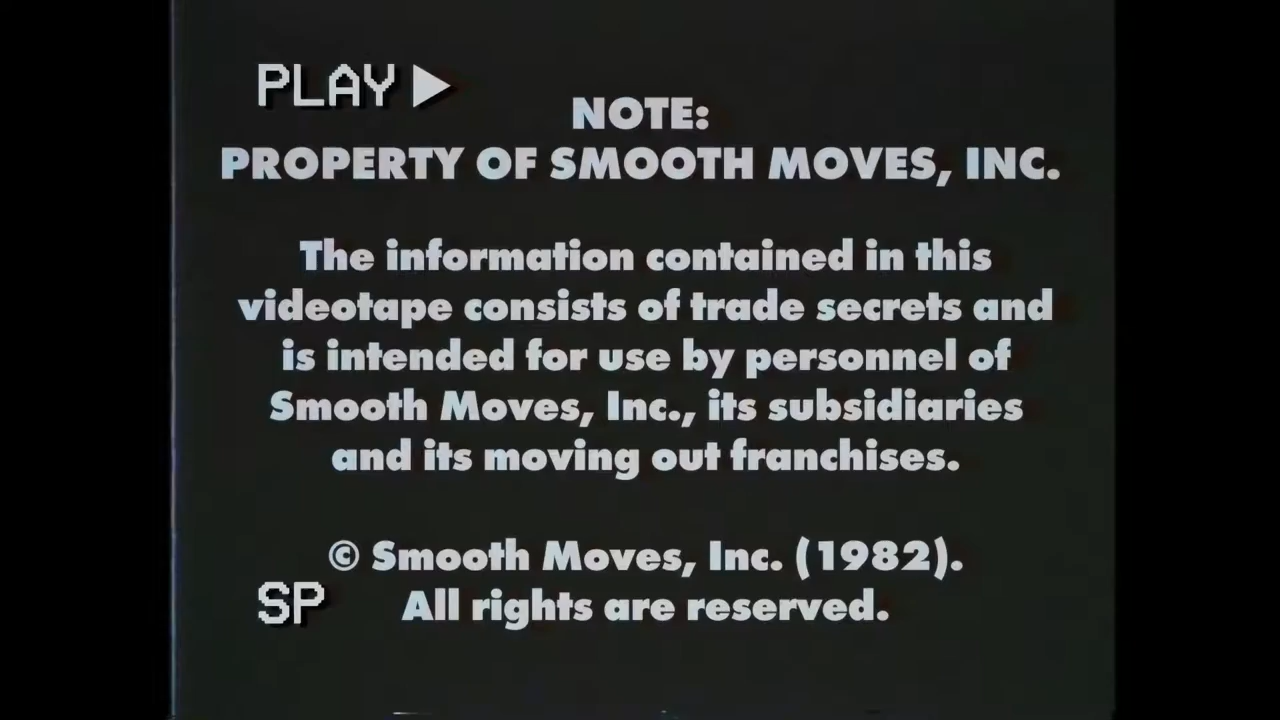 PLAY ▶
NOTE:
PROPERTY OF SMOOTH MOVES, INC.
The information contained in this
videotape consists of trade secrets and
is intended for use by personnel of
Smooth Moves, Inc., its subsidiaries
and its moving out franchises.
© Smooth Moves, Inc. (1982).
SP
All rights are reserved.